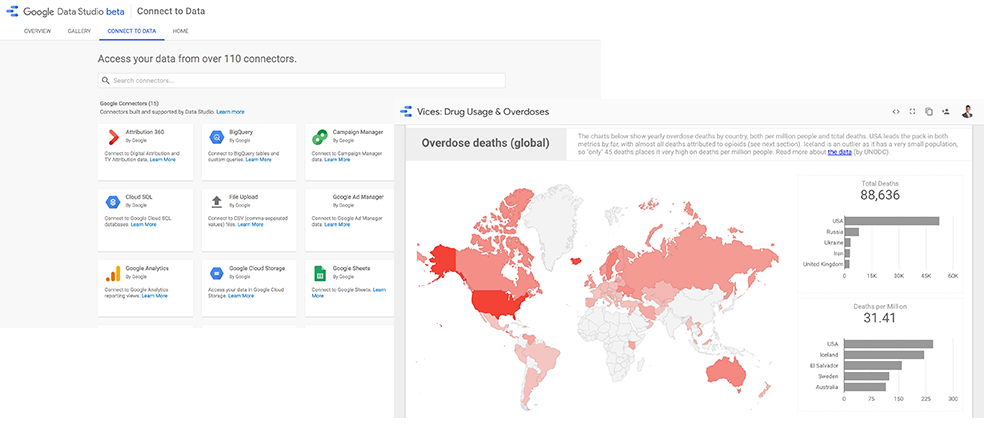 Google Data Studio beta Connect to Data
OVERVIEW GALLERY CONNECT TO DATA HOME
Access your data from over 110 connectors.
Search connectors...
Google Connectors (15)
Connectors built and supported by Data Studio. Learn more
Attribution 360
By Google
Connect to Digital Attribution and
TV Attribution data. Learn More
BigQuery
By Google
Connect to BigQuery tables and
custom queries. Learn More
Campaign Manager
By Google
Connect to Campaign Manager
data. Learn More
Cloud SQL
By Google
Connect to Google Cloud SQL
databases. Learn More
File Upload
By Google
Connect to CSV (comma-separated
values) files. Learn More
Google Ad Manager
By Google
Connect to Google Ad Manager
data. Learn More
Google Analytics
By Google
Connect to Google Analytics
reporting views. Learn More
Google Cloud Storage
By Google
Access your data in Google Cloud
Storage. Learn More
Google Sheets
By Google
Connect to Google Sheets. Learn
More
Vices: Drug Usage & Overdoses
Overdose deaths (global)
The charts below show yearly overdose deaths by country, both per million people and total deaths. USA leads the pack in both
metrics by far, with almost all deaths attributed to opioids (see next section). Iceland is an outlier as it has a very small population,
so "only" 45 deaths places it very high on deaths per million people. Read more about the data (by UNODC).
Total Deaths
88,636
USA
Russia
Ukraine
Iran
United Kingdom
0 15K 30K 45K 60K
Deaths per Million
31.41
USA
Iceland
El Salvador
Sweden
Australia
0 75 150 225 300